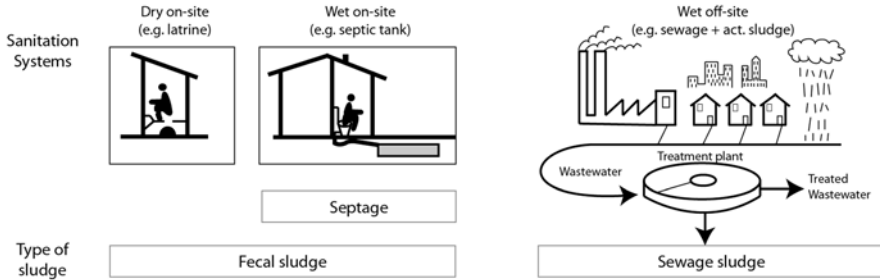 Dry on-site
(e.g. latrine)
Wet on-site
(e.g. septic tank)
Wet off-site
(e.g. sewage + act. sludge)
Sanitation
Systems
Treatment plant
Wastewater
Treated
Wastewater
Septage
Type of
sludge
Fecal sludge
Sewage sludge